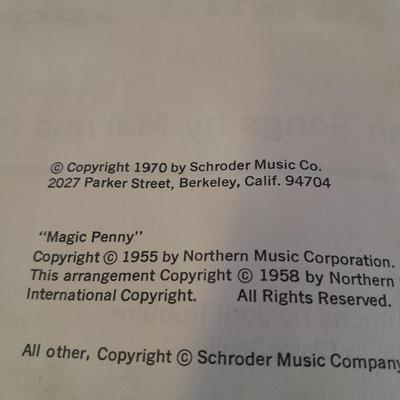 © Copyright 1970 by Schroder Music Co.
2027 Parker Street, Berkeley, Calif. 94704
"Magic Penny"
Copyright © 1955 by Northern Music Corporation.
This arrangement Copyright © 1958 by Northern
International Copyright. All Rights Reserved.
All other, Copyright © Schroder Music Company